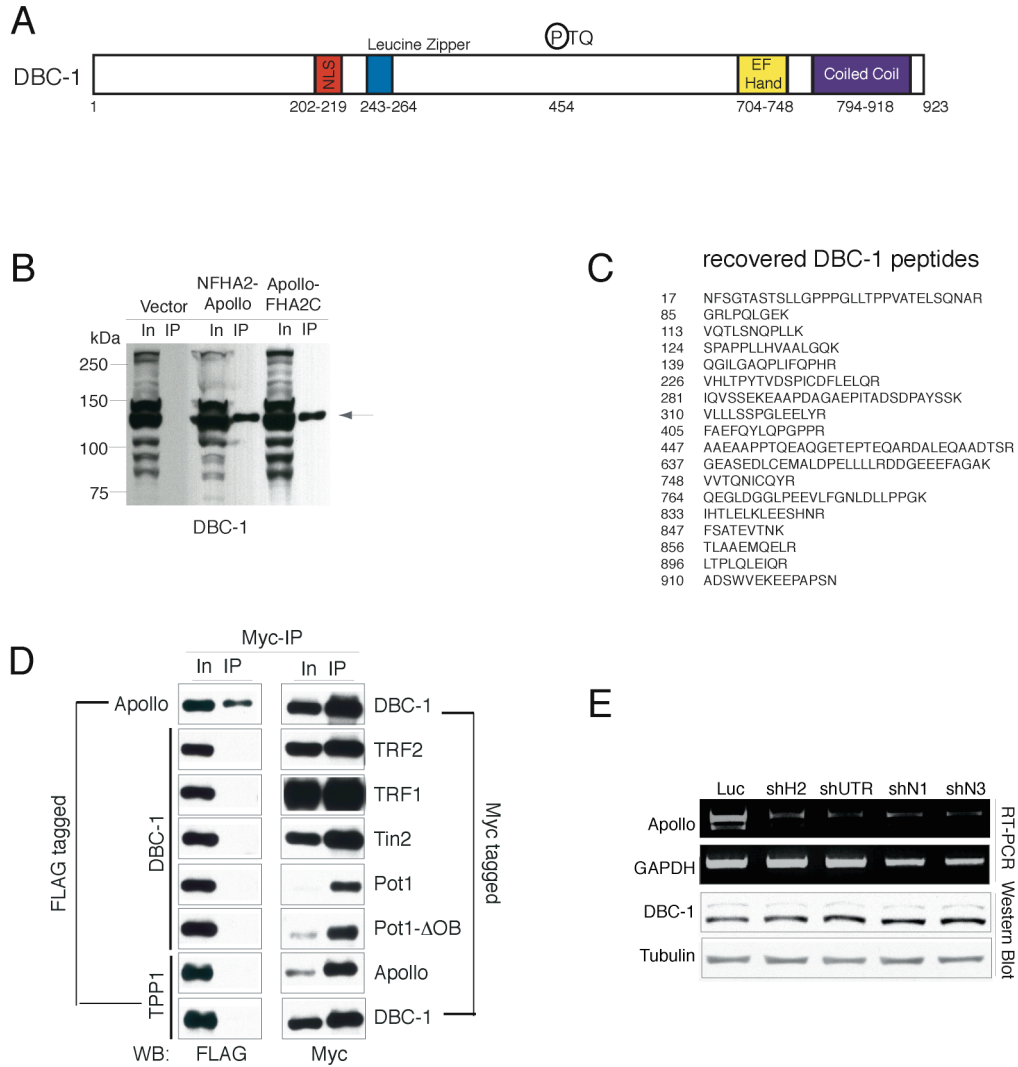 A
Leucine Zipper
PTQ
DBC-1
NLS
EF Hand
Coiled Coil
1
202-219
243-264
454
704-748
794-918
923
B
Vector
NFHA2-Apollo
Apollo-FHA2C
In IP
In IP
In IP
kDa
250
150
100
75
DBC-1
C
recovered DBC-1 peptides
17 NFSGTASTSLLGPPPGLLTPPVATELSQNAR
85 GRLPQLGEK
113 VQTLSNQPLLK
124 SPAPPLLHVAALGQK
139 QGILGAQPLIFQPHR
226 VHLTPYTVDSPICDFLELQR
281 IQVSSEKEAAPDAGAEPITADSDPAYSSK
310 VLLLSSPGLEELYR
405 FAEFQYLQPGPPR
447 AAEAAPPTQEAQGETEPTEQARDALEQAADTSR
637 GEASEDLCEMALDPELLLLRDDGEEEFAGAK
748 VVTQNICQYR
764 QEGLDGGLPEEVLFGNLDLLPPGK
833 IHTLELKLEESHNR
847 FSATEVTNK
856 TLAAEMQELR
896 LTPLQLEIQR
910 ADSWVEKEEPAPSN
D
Myc-IP
In IP
In IP
FLAG tagged
Apollo
DBC-1
TPP1
DBC-1
TRF2
TRF1
Tin2
Pot1
Pot1-ΔOB
Apollo
DBC-1
Myc tagged
WB: FLAG Myc
E
Luc shH2 shUTR shN1 shN3
Apollo
GAPDH
DBC-1
Tubulin
RT-PCR
Western Blot